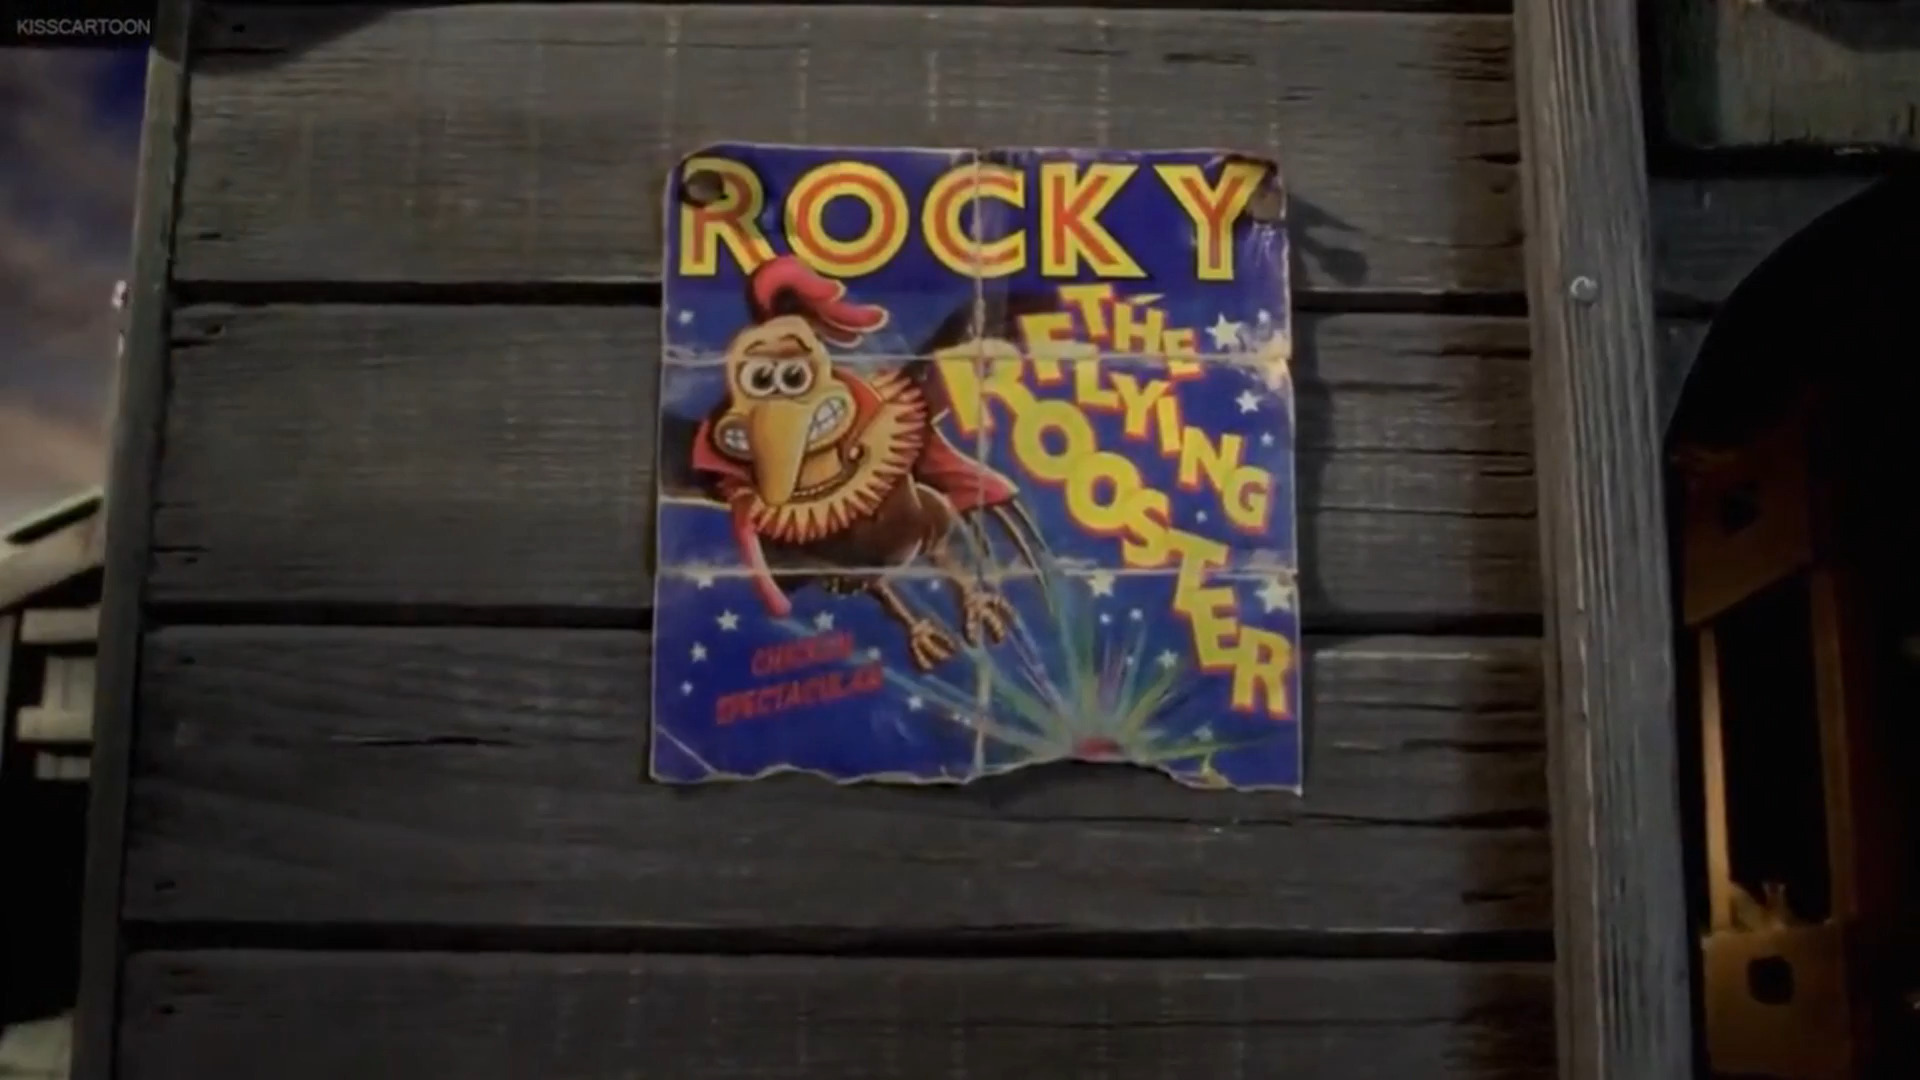 KISSCARTOON
ROCKY
THE
FLYING
ROOSTER
CHICKEN
SPECTACULAR